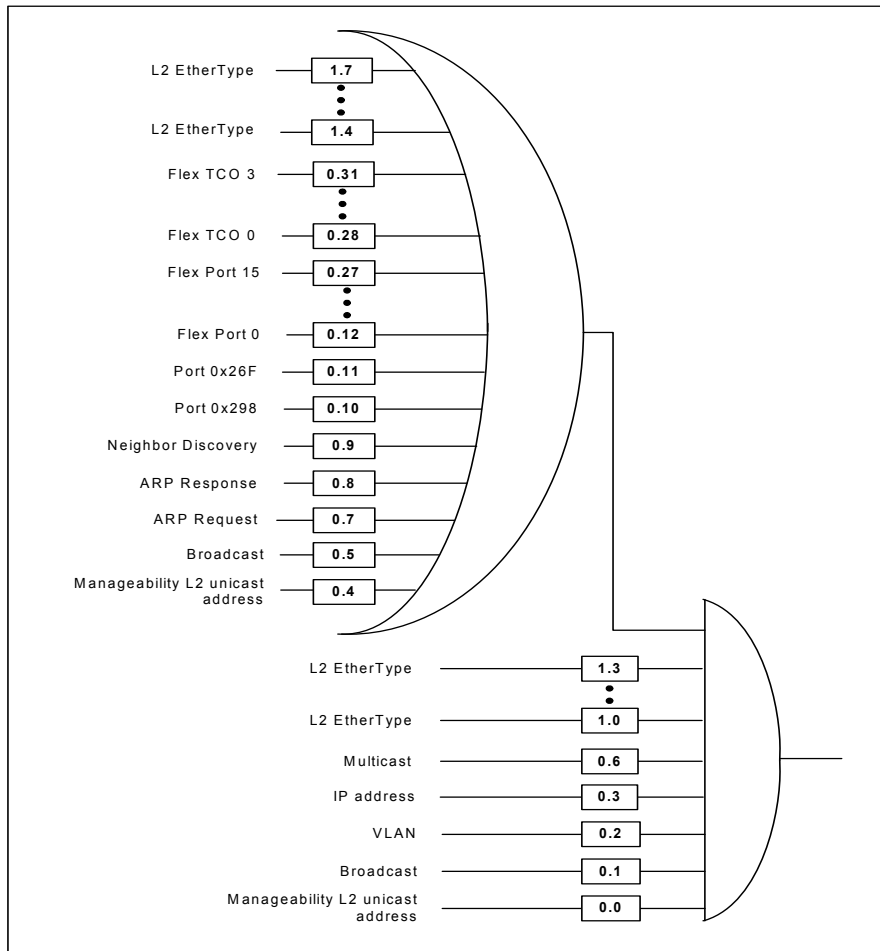 L2 EtherType 1.7
L2 EtherType 1.4
Flex TCO 3 0.31
Flex TCO 0 0.28
Flex Port 15 0.27
Flex Port 0 0.12
Port 0x26F 0.11
Port 0x298 0.10
Neighbor Discovery 0.9
ARP Response 0.8
ARP Request 0.7
Broadcast 0.5
Manageability L2 unicast
address 0.4
L2 EtherType 1.3
L2 EtherType 1.0
Multicast 0.6
IP address 0.3
VLAN 0.2
Broadcast 0.1
Manageability L2 unicast
address 0.0